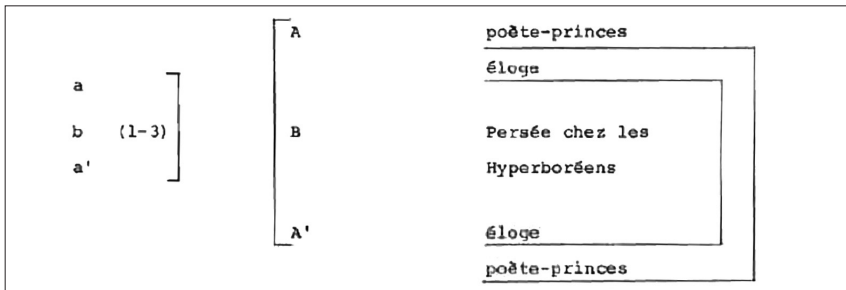 A poète-princes
éloge
a
b (1-3) B Persée chez les
a' Hyperboréens
A' éloge
poète-princes